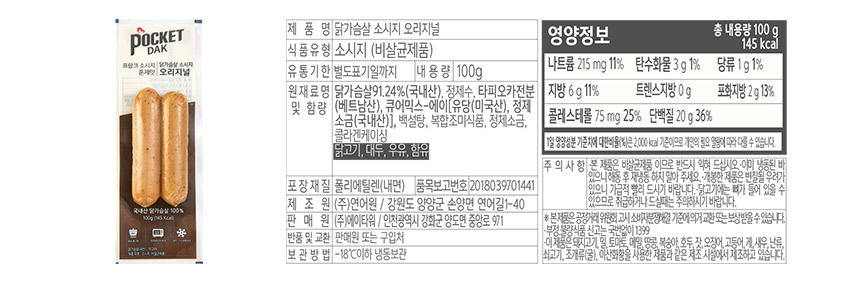 POCKET
DAK
프랑크 소시지
훈제맛
닭가슴살 소시지
오리지널
국내산 닭가슴살 100%
100g (145 Kcal)
제 품 명 닭가슴살 소시지 오리지널
식품유형 소시지 (비살균제품)
유통기한 별도표기일까지 내 용 량 100g
원재료명 및 함량
닭가슴살91.24%(국내산), 정제수, 타피오카전분
(베트남산), 큐어믹스-에이[유당(미국산), 정제
소금(국내산)], 백설탕, 복합조미식품, 정제소금,
콜라겐케이싱
닭고기, 대두, 우유, 함유
포장재질 폴리에틸렌(내면) 품목보고번호 2018039701441
제 조 원 (주)연어원 / 강원도 양양군 손양면 연어길1-40
판 매 원 (주)에이타워 / 인천광역시 강화군 양도면 중앙로 971
반품 및 교환 판매원 또는 구입처
보관방법 -18℃이하 냉동보관
영양정보 총 내용량 100 g
145 kcal
나트륨 215 mg 11% 탄수화물 3 g 1% 당류 1 g 1%
지방 6 g 11% 트랜스지방 0 g 포화지방 2 g 13%
콜레스테롤 75 mg 25% 단백질 20 g 36%
1일 영양성분 기준치에 대한비율(%)은 2,000 kcal 기준이므로 개인의 필요 열량에 따라 다를 수 있습니다.
주의사항
·본 제품은 비살균제품 이므로 반드시 익혀 드십시오.·이미 냉동된 바
있으니 해동 후 재냉동 하지 말아 주세요.·개봉한 제품은 변질될 우려가
있으니 가급적 빨리 드시기 바랍니다.·닭고기에는 뼈가 들어 있을 수
있으므로 취급하거나 드실때는 주의하시기 바랍니다.
※ 본 제품은 공정거래 위원회 고시 소비자분쟁해결 기준에 의거 교환 또는 보상 받을 수 있습니다.
·부정,불량식품 신고는 국번없이 1399
·이 제품은 돼지고기, 밀, 토마토, 메밀, 땅콩, 복숭아, 호두, 잣, 오징어, 고등어, 게, 새우, 난류,
쇠고기, 조개류(굴), 이산화황을 사용한 제품과 같은 제조 시설에서 제조하고 있습니다.